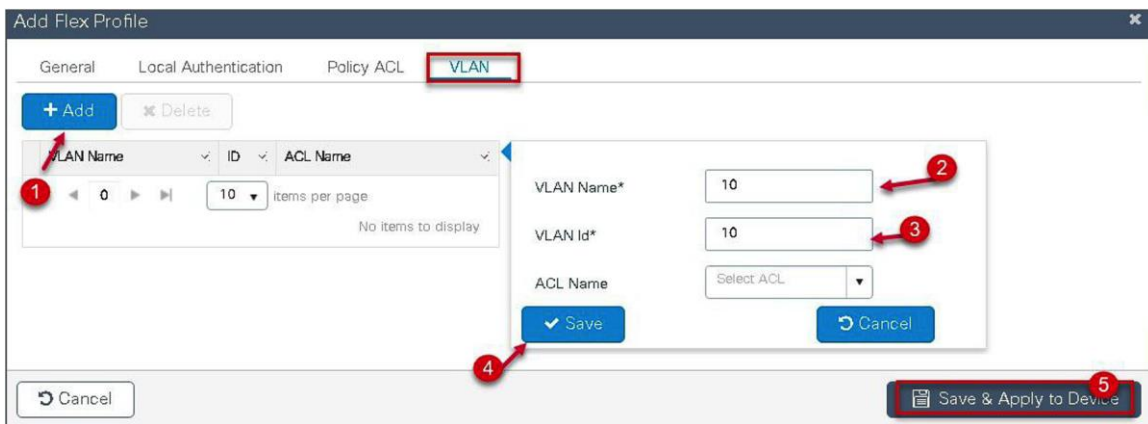 Add Flex Profile ✖
General Local Authentication Policy ACL VLAN
+ Add ✖ Delete
VLAN Name ID ACL Name
1 0 10 items per page
No items to display
VLAN Name* 10 2
VLAN Id* 10 3
ACL Name Select ACL
Save Cancel
4
Cancel Save & Apply to Device 5